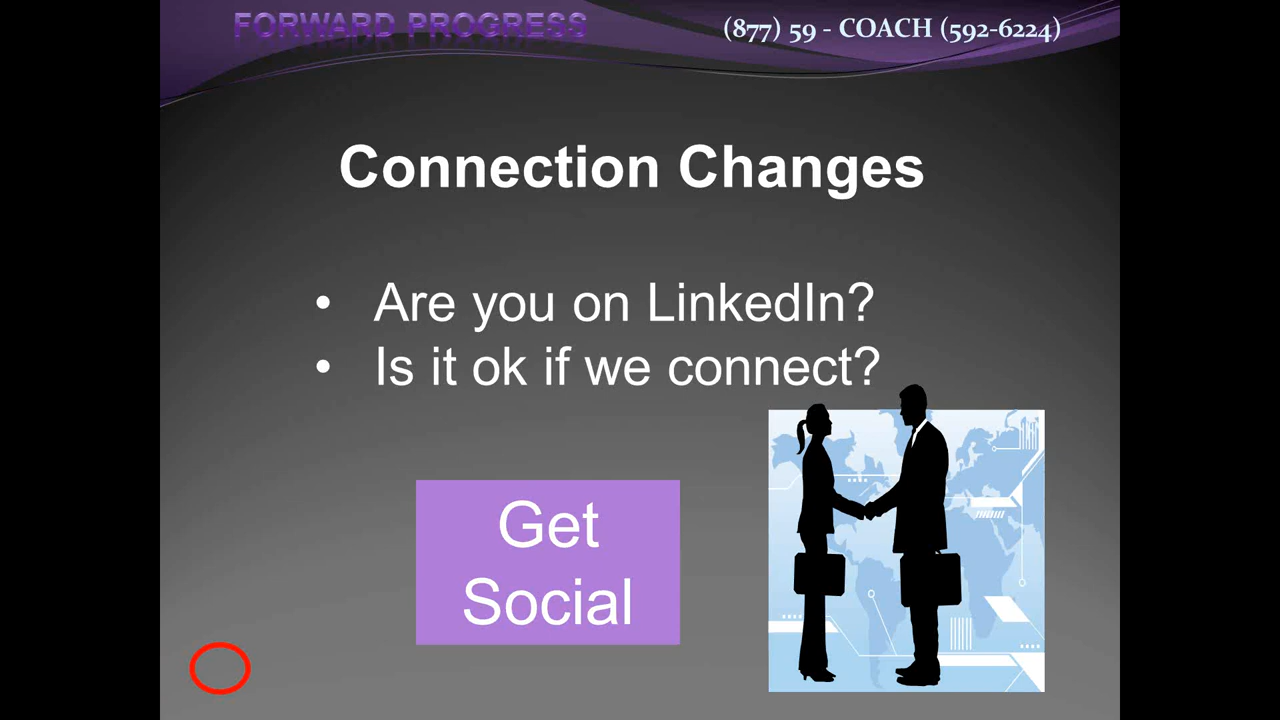 FORWARD PROGRESS
(877) 59 - COACH (592-6224)
Connection Changes
• Are you on LinkedIn?
• Is it ok if we connect?
Get
Social